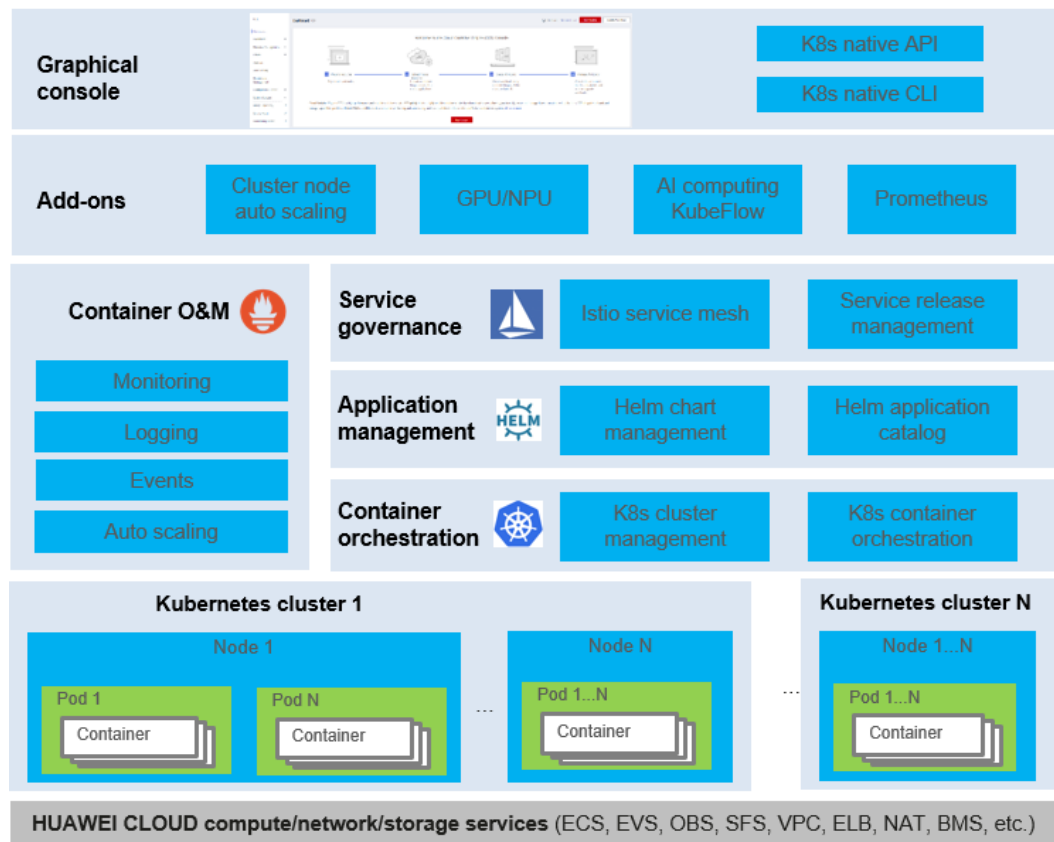 Graphical
console
K8s native API
K8s native CLI
Add-ons
Cluster node
auto scaling
GPU/NPU
AI computing
KubeFlow
Prometheus
Container O&M
Monitoring
Logging
Events
Auto scaling
Service
governance
Istio service mesh
Service release
management
Application
management
HELM
Helm chart
management
Helm application
catalog
Container
orchestration
K8s cluster
management
K8s container
orchestration
Kubernetes cluster 1
Node 1
Pod 1
Container
Pod N
Container
...
Node N
Pod 1...N
Container
...
Kubernetes cluster N
Node 1...N
Pod 1...N
Container
HUAWEI CLOUD compute/network/storage services (ECS, EVS, OBS, SFS, VPC, ELB, NAT, BMS, etc.)